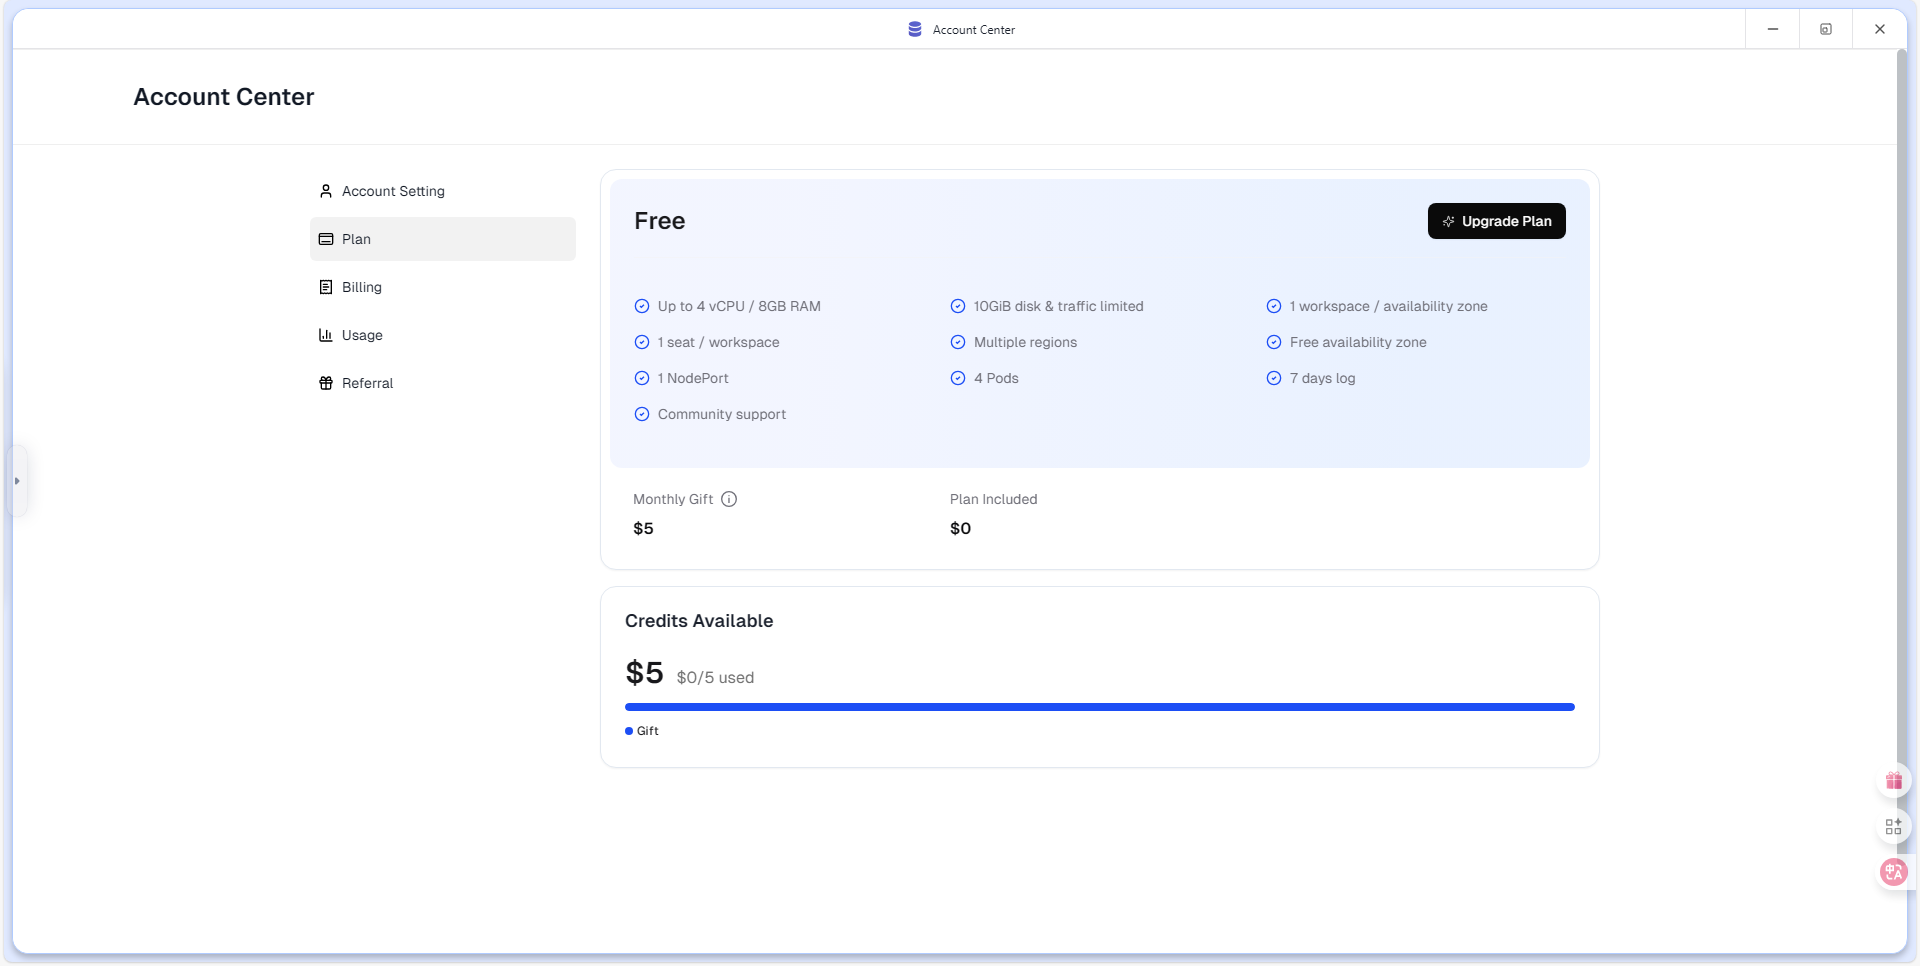 Account Center
Account Center
Account Setting
Plan
Billing
Usage
Referral
Free
Upgrade Plan
Up to 4 vCPU / 8GB RAM
10GiB disk & traffic limited
1 workspace / availability zone
1 seat / workspace
Multiple regions
Free availability zone
1 NodePort
4 Pods
7 days log
Community support
Monthly Gift
Plan Included
$5
$0
Credits Available
$5 $0/5 used
Gift
中A